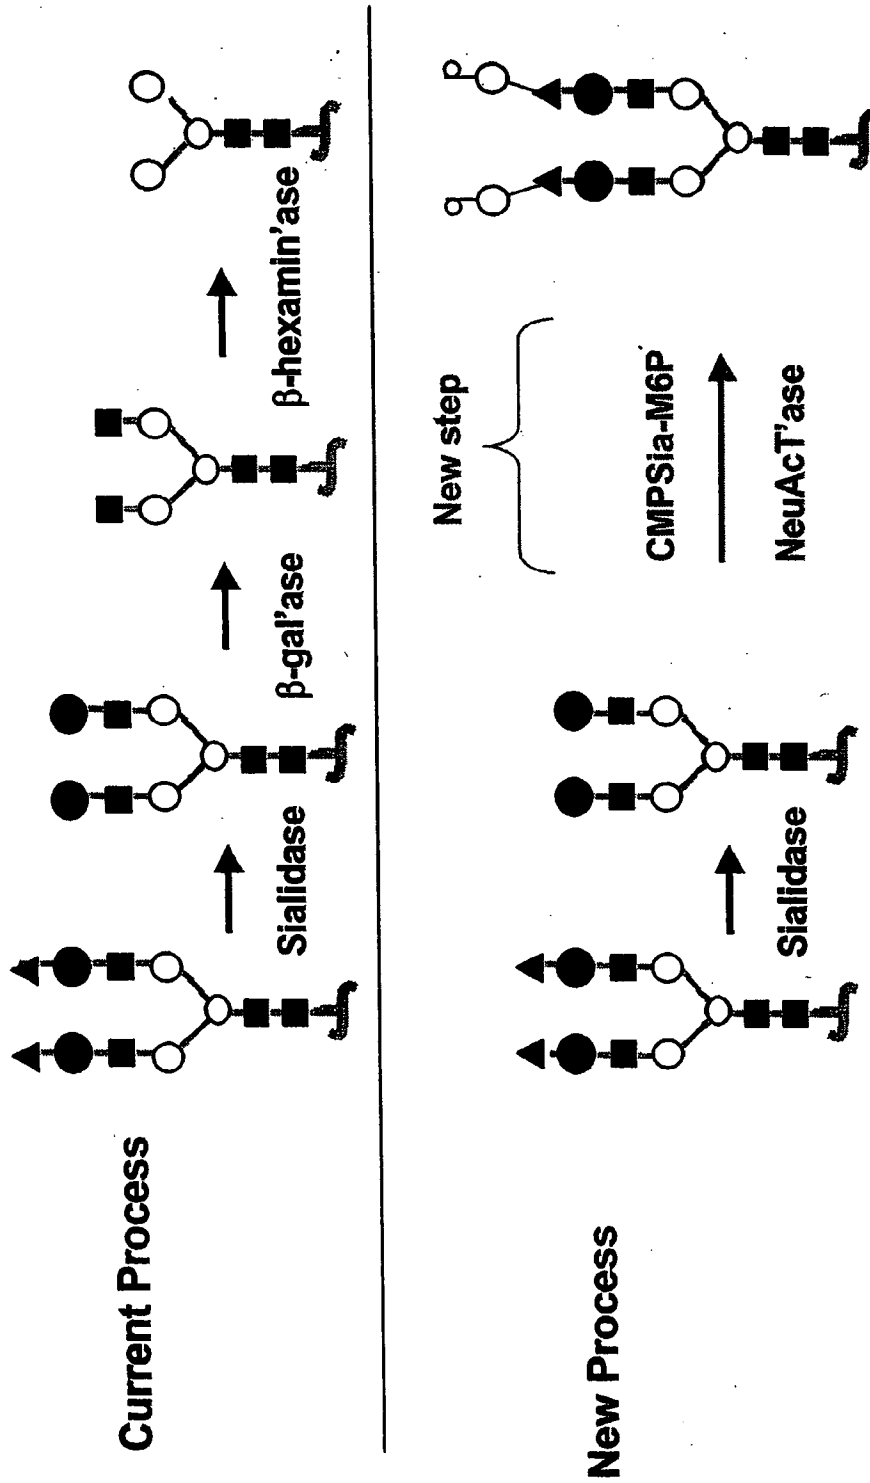 Current Process
Sialidase
β-gal'ase
β-hexamin'ase
New Process
Sialidase
New step
CMPSia-M6P
NeuAcT'ase